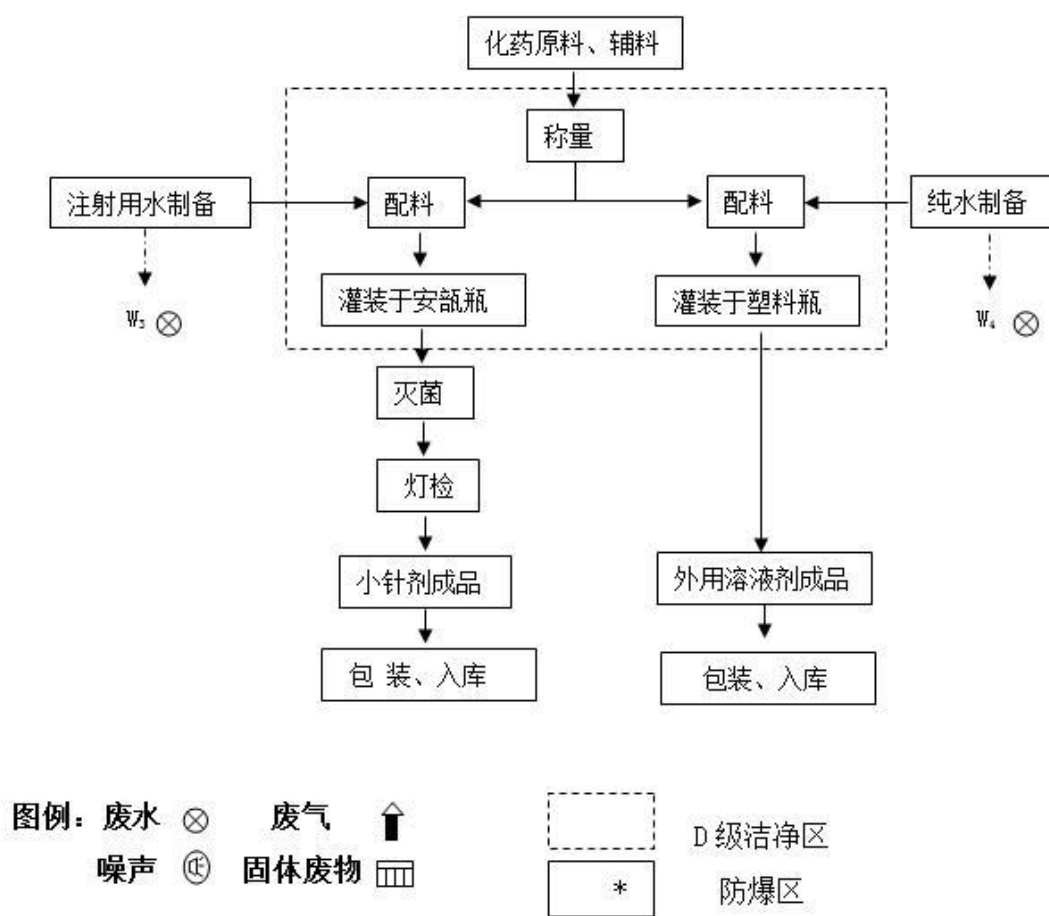 化药原料、辅料
称量
注射用水制备
配料
配料
纯水制备
灌装于安瓿瓶
灌装于塑料瓶
W₃
W₄
灭菌
灯检
小针剂成品
外用溶液剂成品
包 装、入库
包装、入库
图例：废水 废气
D 级洁净区
噪声 固体废物
* 防爆区